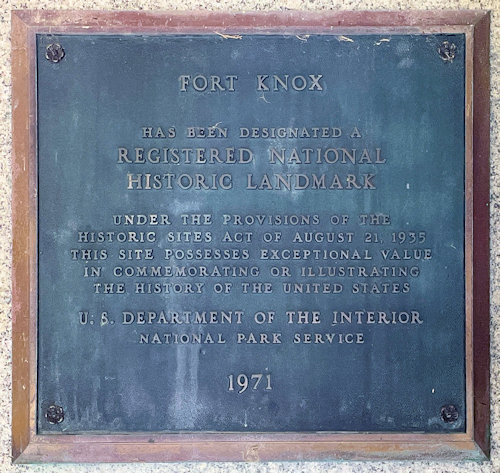 FORT KNOX
HAS BEEN DESIGNATED A
REGISTERED NATIONAL
HISTORIC LANDMARK
UNDER THE PROVISIONS OF THE
HISTORIC SITES ACT OF AUGUST 21, 1935
THIS SITE POSSESSES EXCEPTIONAL VALUE
IN COMMEMORATING OR ILLUSTRATING
THE HISTORY OF THE UNITED STATES
U. S. DEPARTMENT OF THE INTERIOR
NATIONAL PARK SERVICE
1971